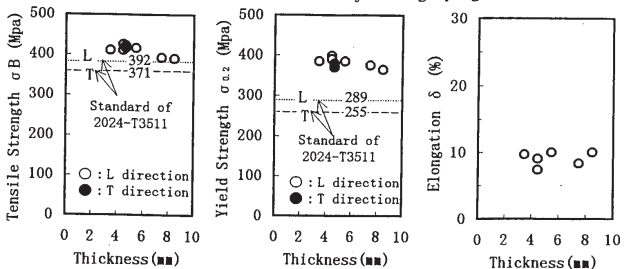 Tensile Strength σB (Mpa)
500
400
300
200
100
0
L
392
T
371
Standard of
2024-T3511
○: L direction
●: T direction
0 2 4 6 8 10
Thickness(mm)
Yield Strength σ0.2 (Mpa)
500
400
300
200
100
0
L
289
T
255
Standard of
2024-T3511
○: L direction
●: T direction
0 2 4 6 8 10
Thickness(mm)
Elongation δ (%)
30
20
10
0
0 2 4 6 8 10
Thickness(mm)